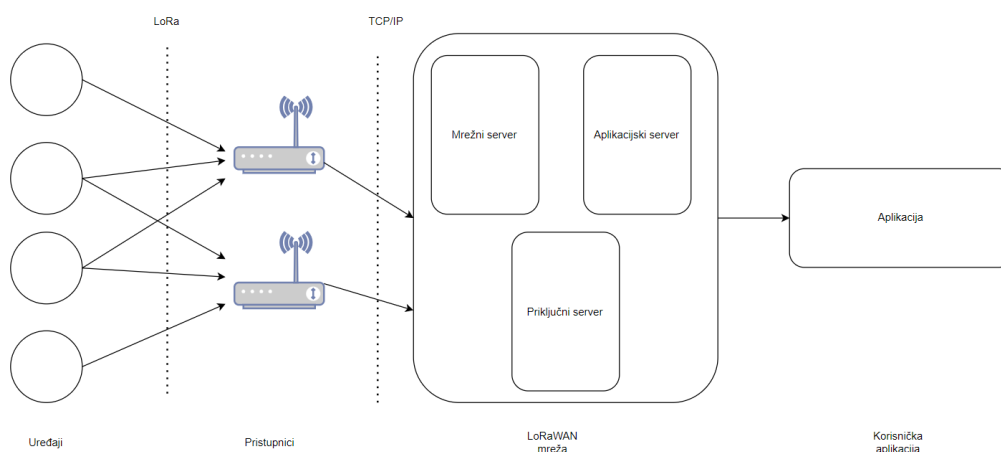 LoRa
TCP/IP
Mrežni server
Aplikacijski server
Aplikacija
Priključni server
Uređaji
Pristupnici
LoRaWAN
mreža
Korisnička
aplikacija